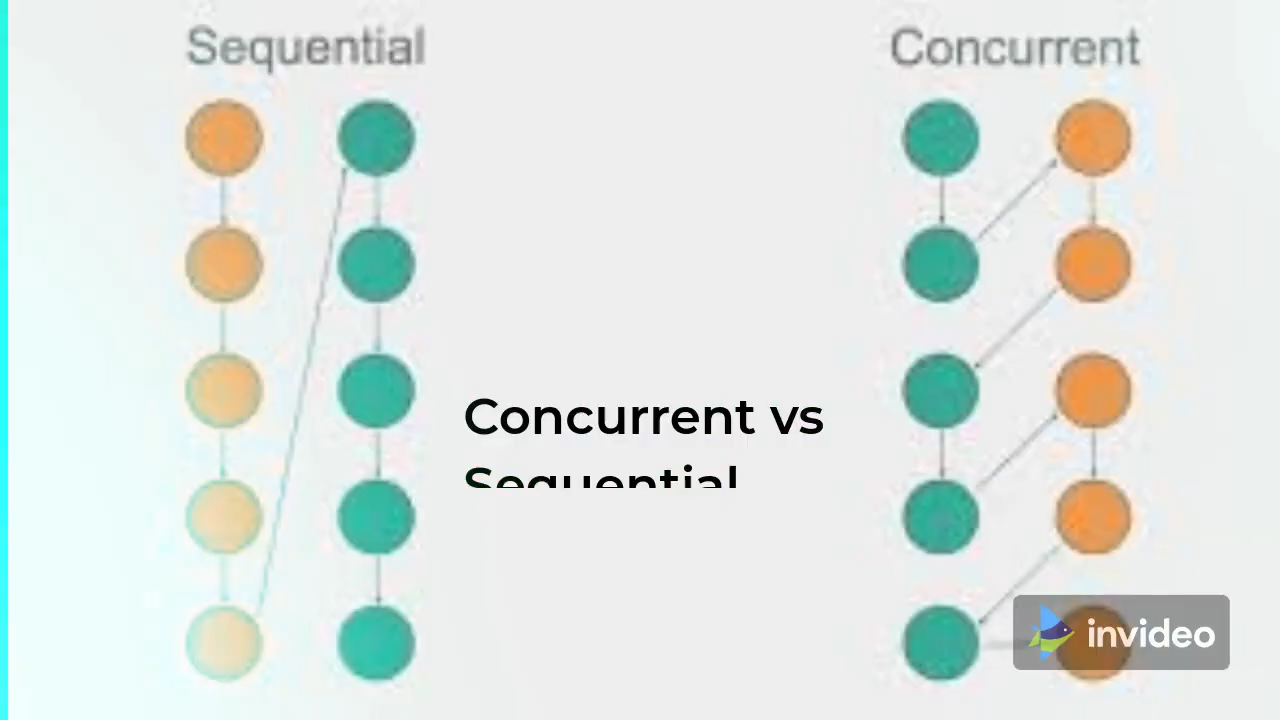 Sequential
Concurrent
Concurrent vs
Sequential
invideo